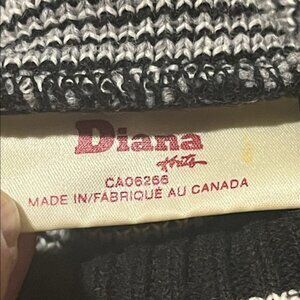 Diana
Knits
CA06266
MADE IN/FABRIQUÉ AU CANADA